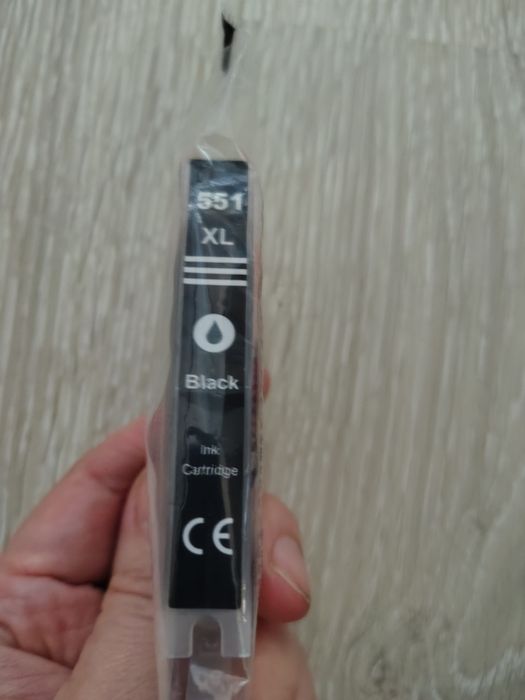 551
XL
Black
Ink
Cartridge
CE